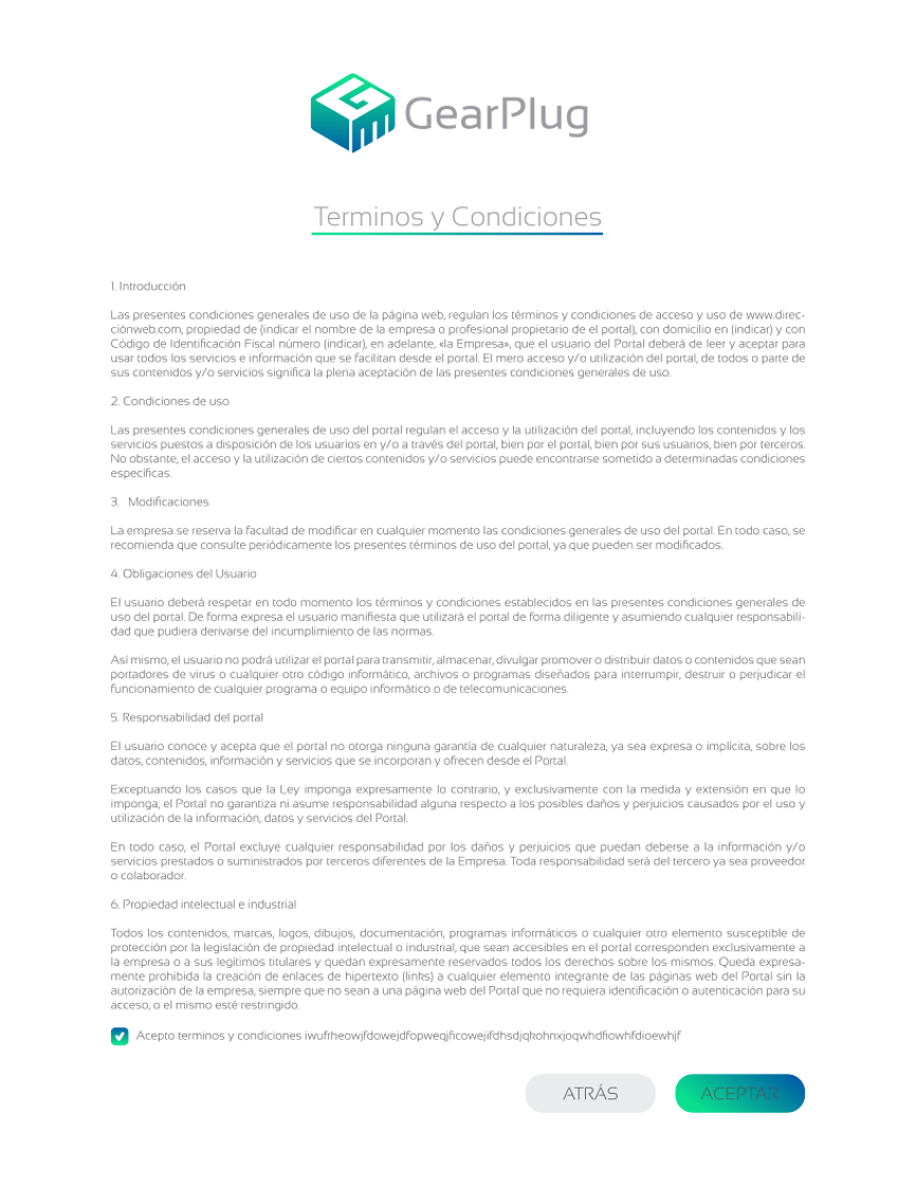 GearPlug
Terminos y Condiciones
1. Introducción
Las presentes condiciones generales de uso de la página web, regulan los términos y condiciones de acceso y uso de www.direc-
ciónweb.com, propiedad de (indicar el nombre de la empresa o profesional propietario de el portal), con domicilio en (indicar) y con
Código de Identificación Fiscal número (indicar), en adelante, «la Empresa», que el usuario del Portal deberá de leer y aceptar para
usar todos los servicios e información que se facilitan desde el portal. El mero acceso y/o utilización del portal, de todos o parte de
sus contenidos y/o servicios significa la plena aceptación de las presentes condiciones generales de uso.
2. Condiciones de uso
Las presentes condiciones generales de uso del portal regulan el acceso y la utilización del portal, incluyendo los contenidos y los
servicios puestos a disposición de los usuarios en y/o a través del portal, bien por el portal, bien por sus usuarios, bien por terceros.
No obstante, el acceso y la utilización de ciertos contenidos y/o servicios puede encontrarse sometido a determinadas condiciones
específicas.
3. Modificaciones
La empresa se reserva la facultad de modificar en cualquier momento las condiciones generales de uso del portal. En todo caso, se
recomienda que consulte periódicamente los presentes términos de uso del portal, ya que pueden ser modificados.
4. Obligaciones del Usuario
El usuario deberá respetar en todo momento los términos y condiciones establecidos en las presentes condiciones generales de
uso del portal. De forma expresa el usuario manifiesta que utilizará el portal de forma diligente y asumiendo cualquier responsabili-
dad que pudiera derivarse del incumplimiento de las normas.
Así mismo, el usuario no podrá utilizar el portal para transmitir, almacenar, divulgar promover o distribuir datos o contenidos que sean
portadores de virus o cualquier otro código informático, archivos o programas diseñados para interrumpir, destruir o perjudicar el
funcionamiento de cualquier programa o equipo informático o de telecomunicaciones.
5. Responsabilidad del portal
El usuario conoce y acepta que el portal no otorga ninguna garantía de cualquier naturaleza, ya sea expresa o implícita, sobre los
datos, contenidos, información y servicios que se incorporan y ofrecen desde el Portal.
Exceptuando los casos que la Ley imponga expresamente lo contrario, y exclusivamente con la medida y extensión en que lo
imponga, el Portal no garantiza ni asume responsabilidad alguna respecto a los posibles daños y perjuicios causados por el uso y
utilización de la información, datos y servicios del Portal.
En todo caso, el Portal excluye cualquier responsabilidad por los daños y perjuicios que puedan deberse a la información y/o
servicios prestados o suministrados por terceros diferentes de la Empresa. Toda responsabilidad será del tercero ya sea proveedor
o colaborador.
6. Propiedad intelectual e industrial
Todos los contenidos, marcas, logos, dibujos, documentación, programas informáticos o cualquier otro elemento susceptible de
protección por la legislación de propiedad intelectual o industrial, que sean accesibles en el portal corresponden exclusivamente a
la empresa o a sus legítimos titulares y quedan expresamente reservados todos los derechos sobre los mismos. Queda expresa-
mente prohibida la creación de enlaces de hipertexto (links) a cualquier elemento integrante de las páginas web del Portal sin la
autorización de la empresa, siempre que no sean a una página web del Portal que no requiera identificación o autenticación para su
acceso, o el mismo esté restringido.
Acepto terminos y condiciones iwufrheowjfdowejdfopweqjficowejifdhsdjqkohnxjoqwhdfiowhfdioewhjf
ATRÁS
ACEPTAR